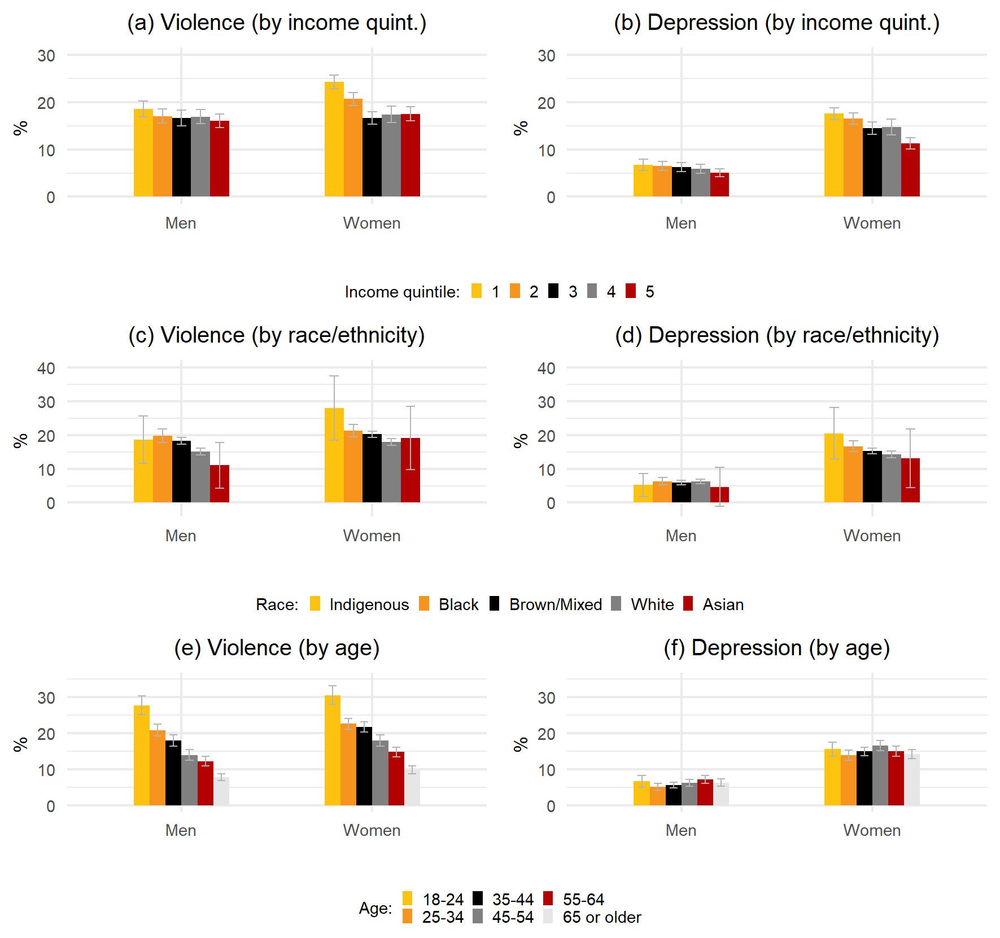 (a) Violence (by income quint.)
30
20
10
0
%
Men Women
(b) Depression (by income quint.)
30
20
10
0
%
Men Women
Income quintile: 1 2 3 4 5
(c) Violence (by race/ethnicity)
40
30
20
10
0
%
Men Women
(d) Depression (by race/ethnicity)
40
30
20
10
0
%
Men Women
Race: Indigenous Black Brown/Mixed White Asian
(e) Violence (by age)
30
20
10
0
%
Men Women
(f) Depression (by age)
30
20
10
0
%
Men Women
Age: 18-24 35-44 55-64
25-34 45-54 65 or older